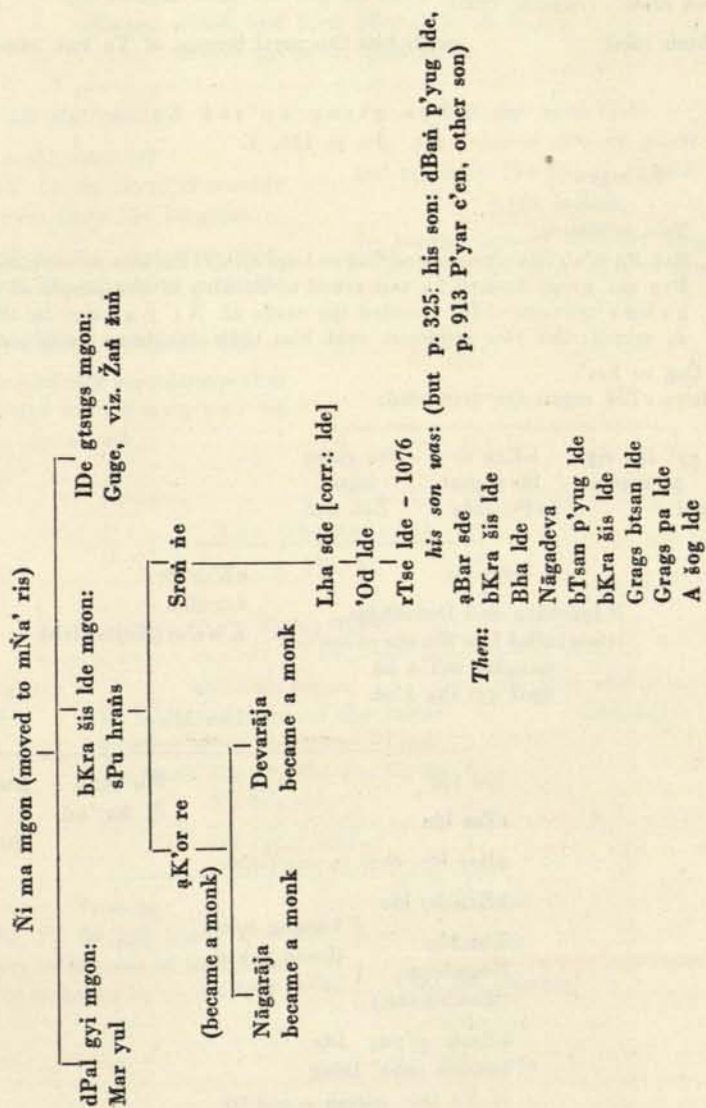 Ñi ma mgon (moved to mÑa' ris)
dPal gyi mgon:
Mar yul
bKra šis lde mgon:
sPu hraṅs
lDe gtsugs mgon:
Guge, viz. Žaṅ žuṅ
ąK'or re
(became a monk)
Sroṅ ṅe
Nāgarāja
became a monk
Devarāja
became a monk
Lha sde [corr.; lde]
'Od lde
rTse lde – 1076
his son was: (but p. 325: his son: dBaṅ p'yug lde,
p. 913 P'yar c'en, other son)
Then:
ąBar sde
bKra šis lde
Bha lde
Nāgadeva
bTsan p'yug lde
bKra šis lde
Grags btsan lde
Grags pa lde
A šog lde